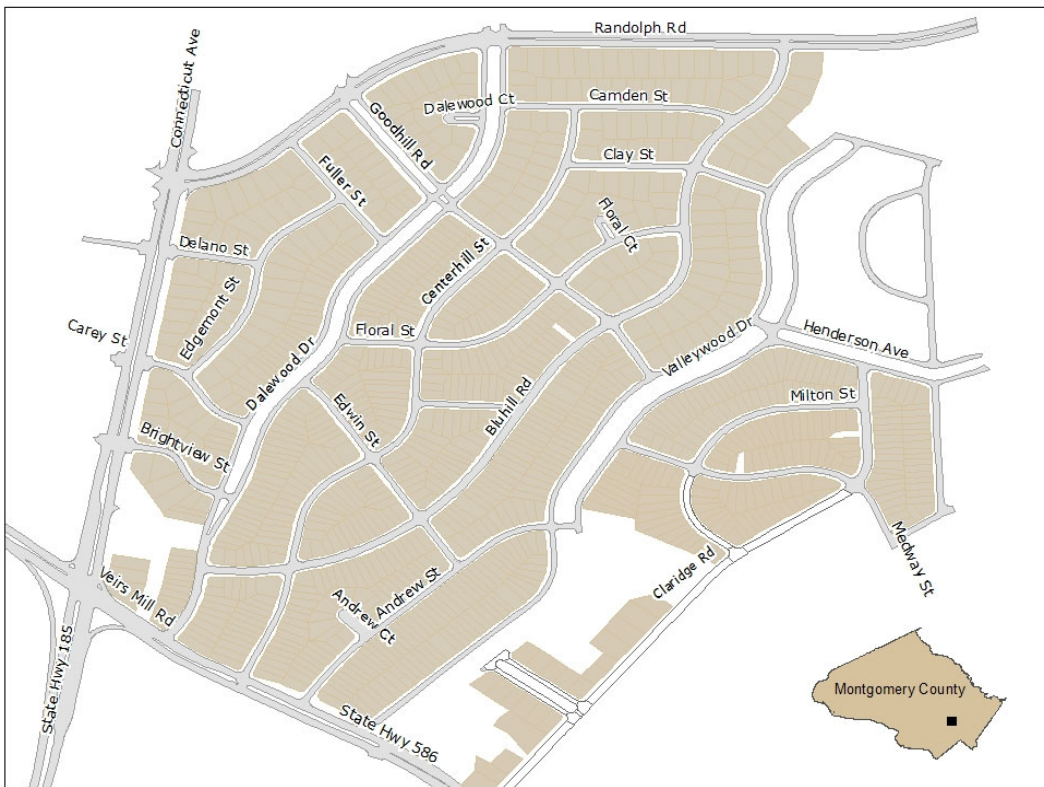 Randolph Rd
Connecticut Ave
Dalewood Ct
Camden St
Goodhill Rd
Clay St
Fuller St
Floral Ct
Delano St
Centerhill St
Edgemont St
Carey St
Floral St
Valleywood Dr
Henderson Ave
Dalewood Dr
Milton St
Edwin St
Bluhill Rd
Brightview St
Medway St
Claridge Rd
Veirs Mill Rd
Andrew St
Andrew Ct
State Hwy 185
State Hwy 586
Montgomery County